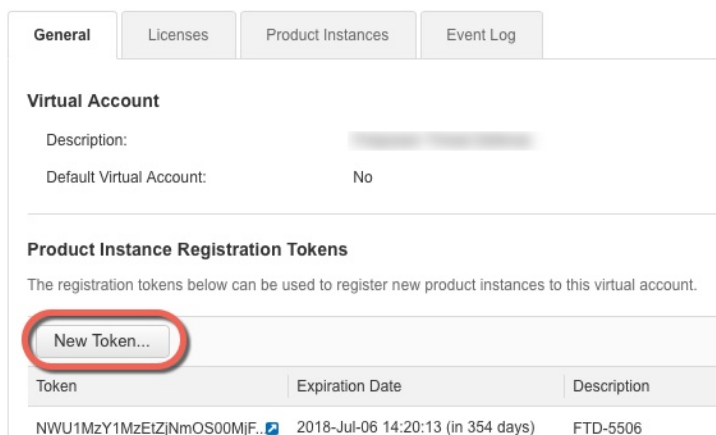 General Licenses Product Instances Event Log
Virtual Account
Description:
Default Virtual Account: No
Product Instance Registration Tokens
The registration tokens below can be used to register new product instances to this virtual account.
New Token...
Token Expiration Date Description
NWU1MzY1MzEtZjNmOS00MjF.. 2018-Jul-06 14:20:13 (in 354 days) FTD-5506